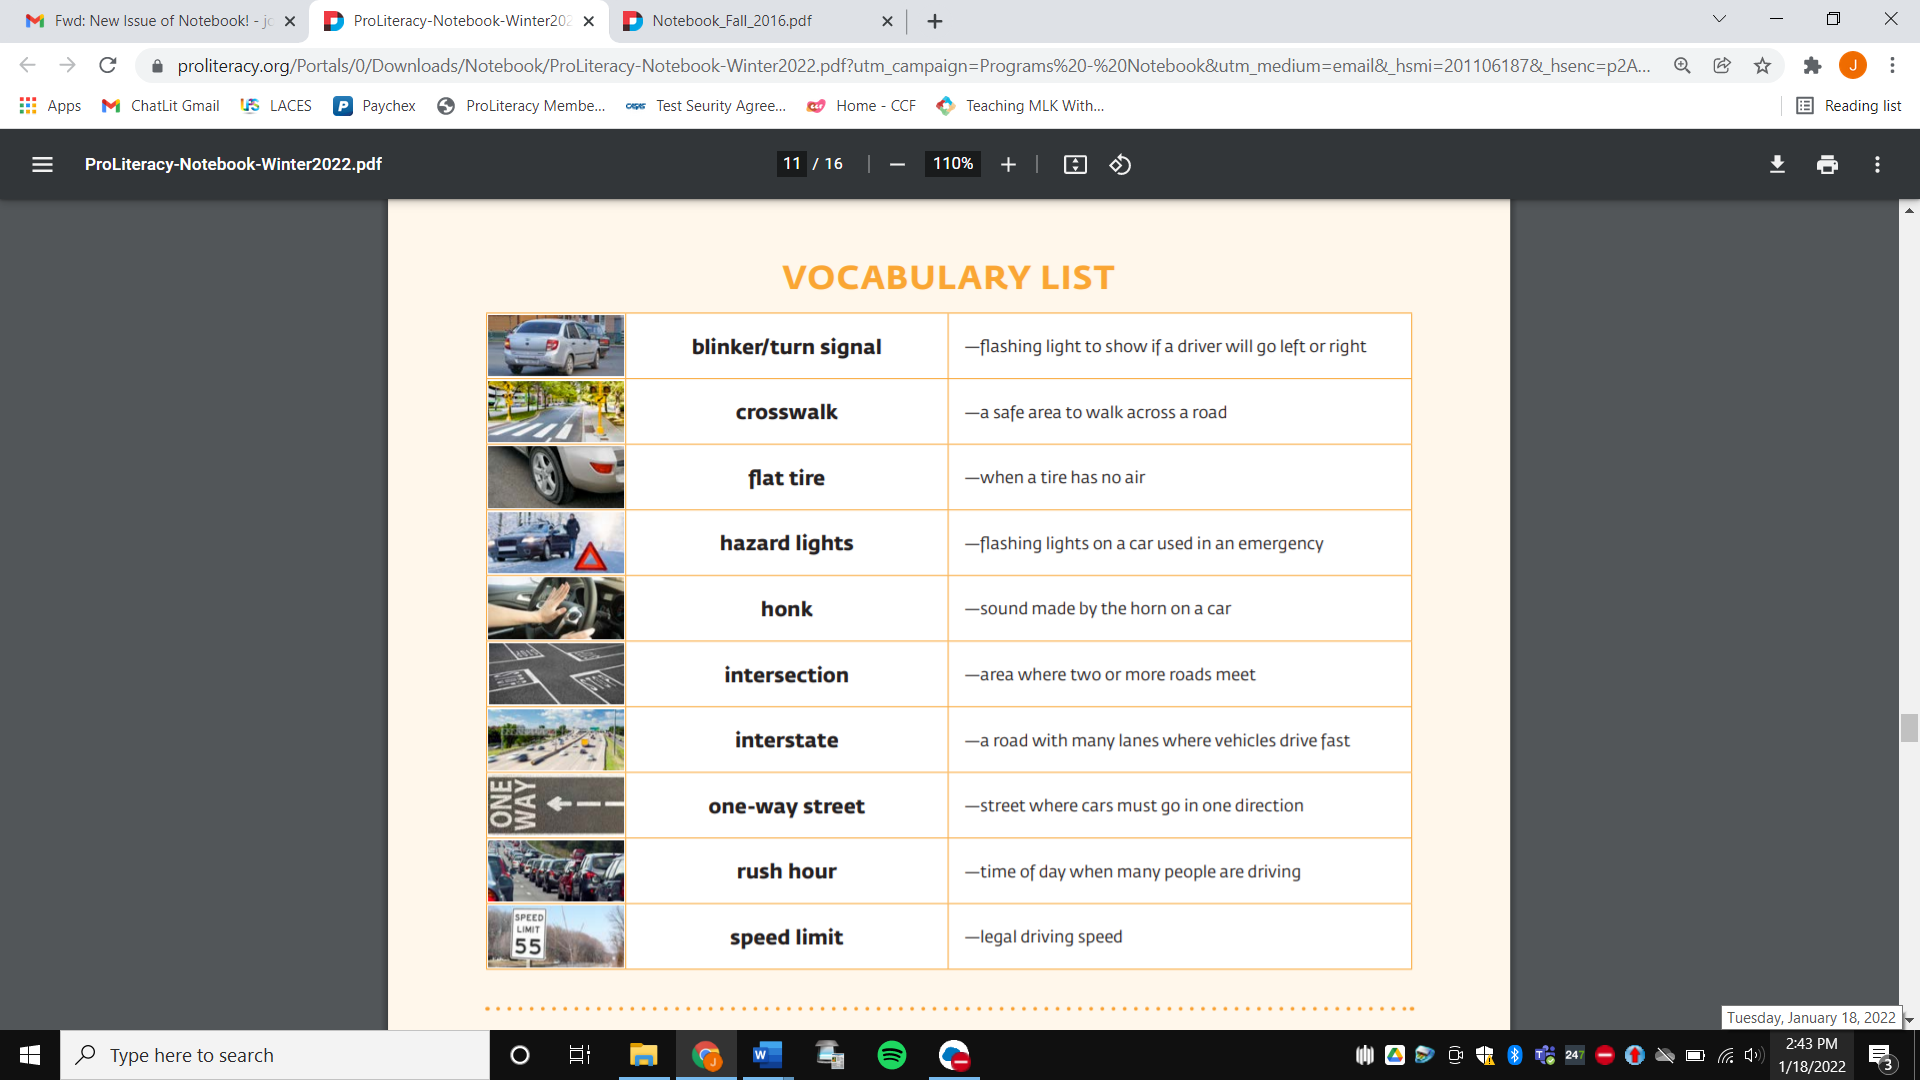 Fwd: New Issue of Notebook! - jo
ProLiteracy-Notebook-Winter202
Notebook_Fall_2016.pdf
proliteracy.org/Portals/0/Downloads/Notebook/ProLiteracy-Notebook-Winter2022.pdf?utm_campaign=Programs%20-%20Notebook&utm_medium=email&_hsmi=201106187&_hsenc=p2A...
J
Apps
ChatLit Gmail
LACES
Paychex
ProLiteracy Membe...
Test Seurity Agree...
Home - CCF
Teaching MLK With...
Reading list
ProLiteracy-Notebook-Winter2022.pdf
11 / 16
110%
VOCABULARY LIST
blinker/turn signal
—flashing light to show if a driver will go left or right
crosswalk
—a safe area to walk across a road
flat tire
—when a tire has no air
hazard lights
—flashing lights on a car used in an emergency
honk
—sound made by the horn on a car
intersection
—area where two or more roads meet
interstate
—a road with many lanes where vehicles drive fast
ONE WAY
one-way street
—street where cars must go in one direction
rush hour
—time of day when many people are driving
SPEED
LIMIT
55
speed limit
—legal driving speed
Tuesday, January 18, 2022
Type here to search
247
2:43 PM
1/18/2022
3